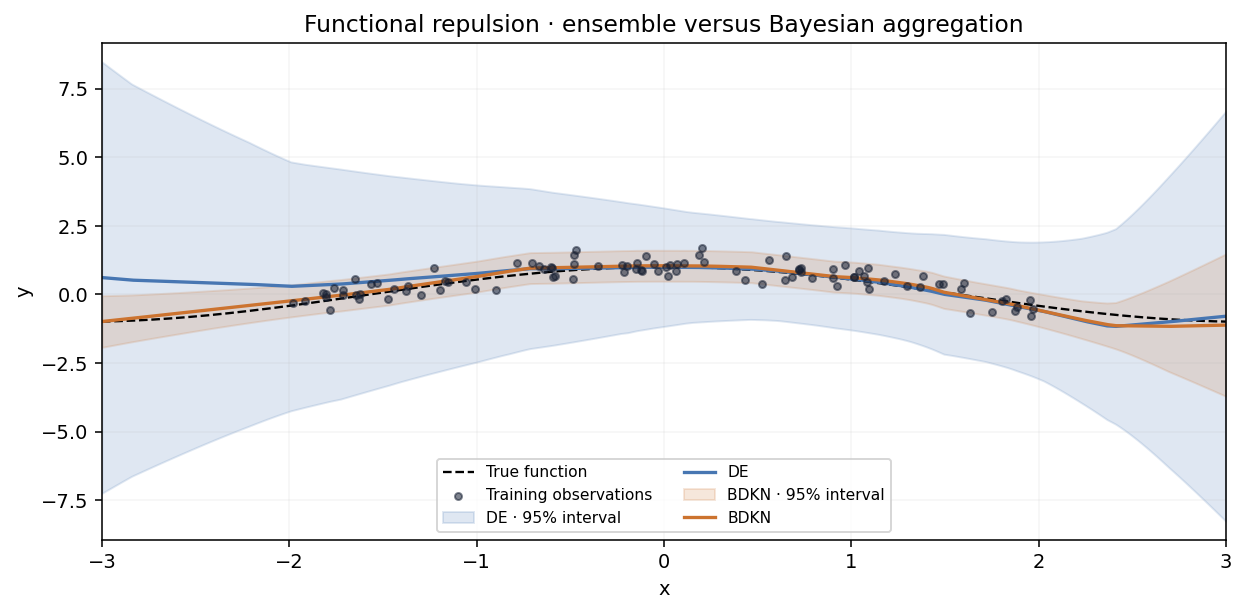 Functional repulsion · ensemble versus Bayesian aggregation
y
7.5
5.0
2.5
0.0
−2.5
−5.0
−7.5
True function
Training observations
DE · 95% interval
DE
BDKN · 95% interval
BDKN
−3
−2
−1
0
1
2
3
x